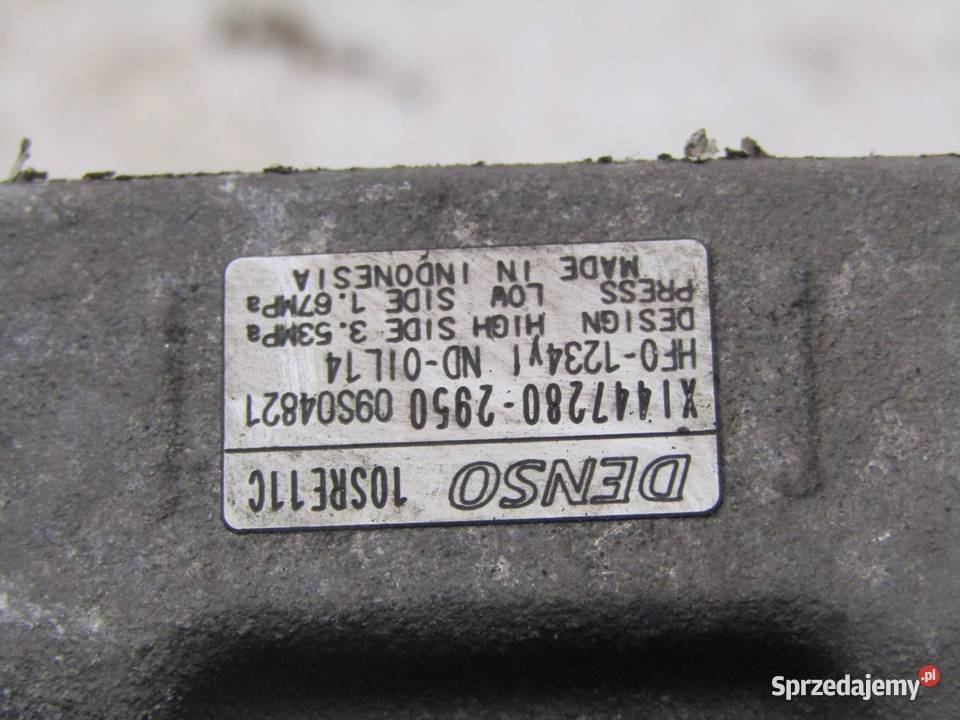 DENSO 10SRE11C
XI447280-2950 09S04821
HFO-1234yf ND-OIL14
DESIGN HIGH SIDE 3.53MPa
PRESS LOW SIDE 1.67MPa
MADE IN INDONESIA
Sprzedajemy.pl